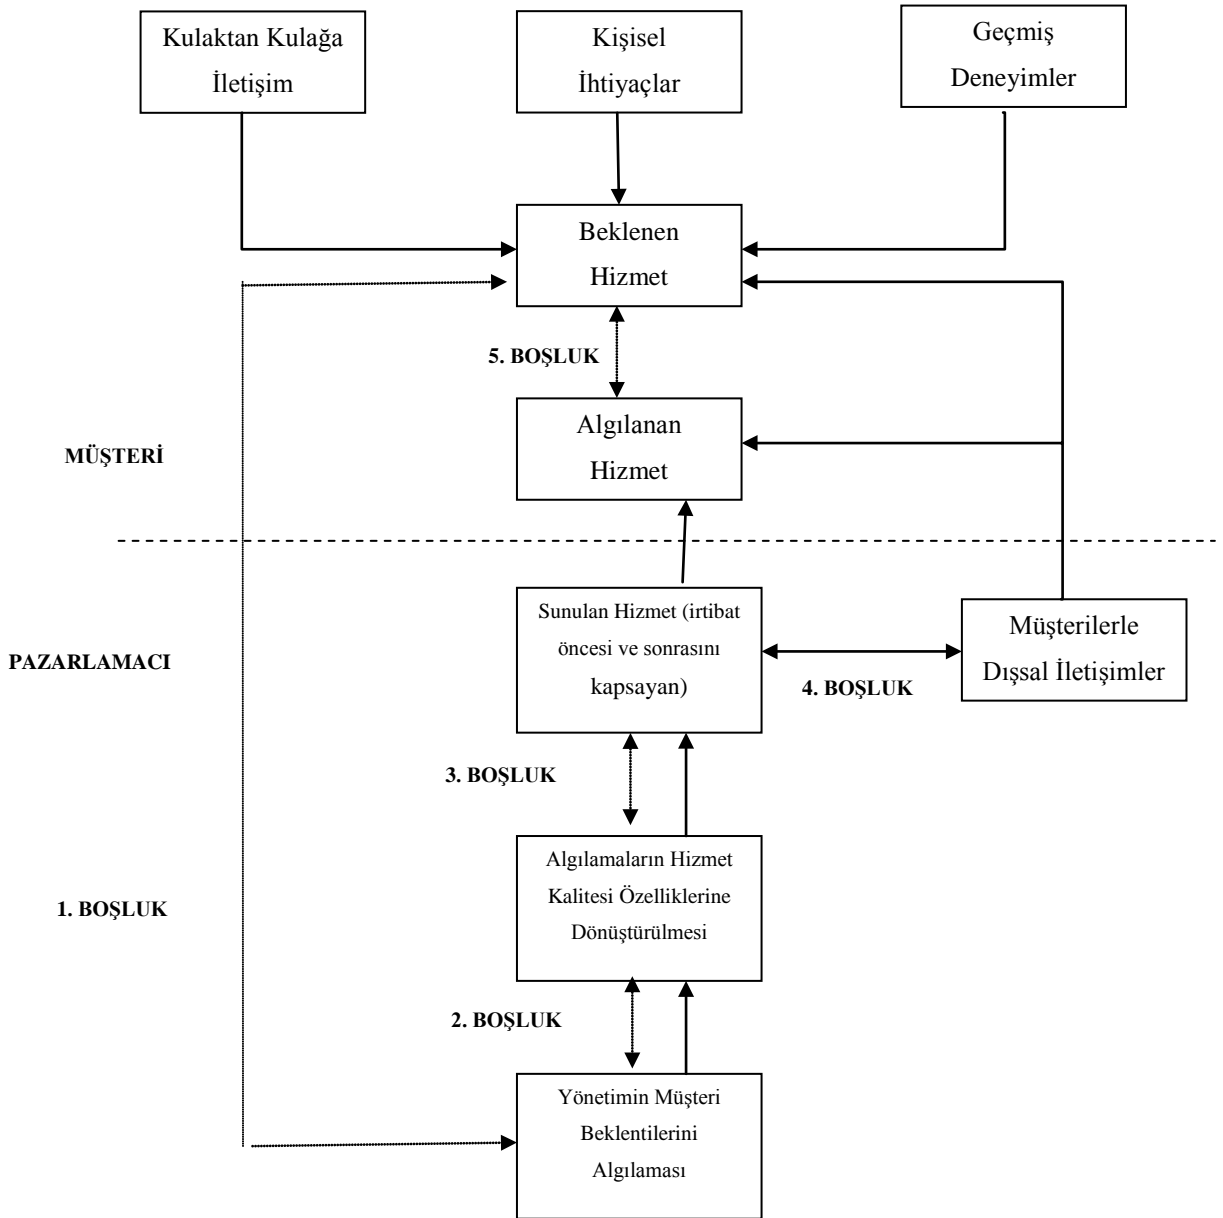 Kulaktan Kulağa
İletişim
Kişisel
İhtiyaçlar
Geçmiş
Deneyimler
Beklenen
Hizmet
5. BOŞLUK
Algılanan
Hizmet
MÜŞTERİ
Sunulan Hizmet (irtibat
öncesi ve sonrasını
kapsayan)
Müşterilerle
Dışsal İletişimler
PAZARLAMACI
4. BOŞLUK
3. BOŞLUK
Algılamaların Hizmet
Kalitesi Özelliklerine
Dönüştürülmesi
1. BOŞLUK
2. BOŞLUK
Yönetimin Müşteri
Beklentilerini
Algılaması